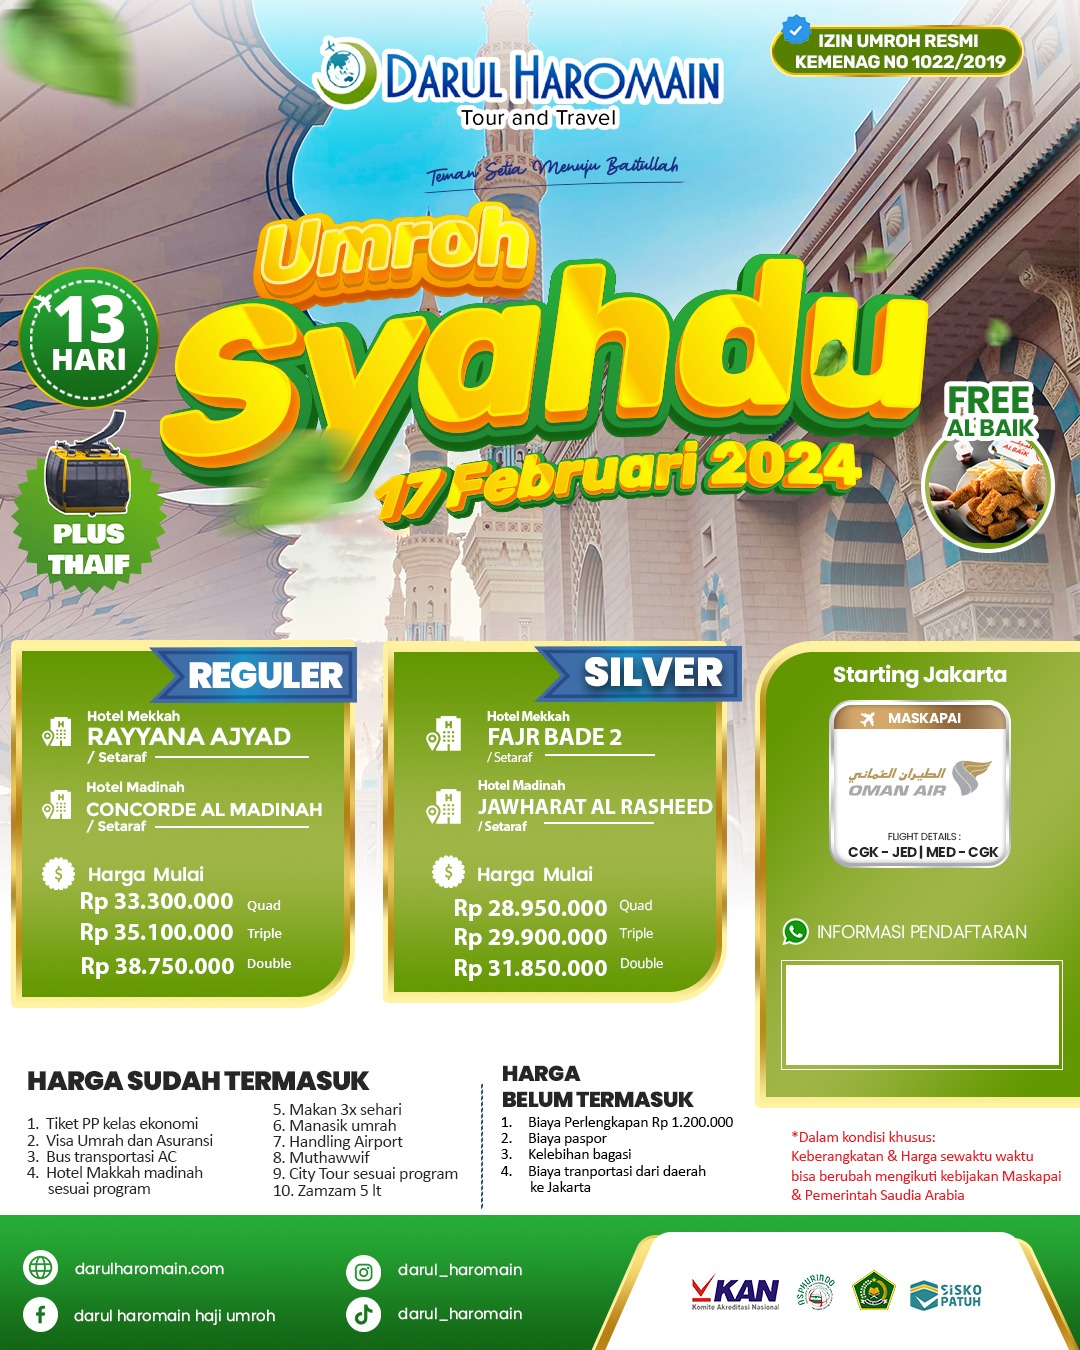 IZIN UMROH RESMI
KEMENAG NO 1022/2019
DARUL HAROMAIN
Tour and Travel
Teman Setia Menuju Baitullah
Umroh
Syahdu
17 Februari 2024
13
HARI
PLUS
THAIF
FREE
AL BAIK
ALBAIK
REGULER
Hotel Mekkah
RAYYANA AJYAD
/ Setaraf
Hotel Madinah
CONCORDE AL MADINAH
/ Setaraf
Harga Mulai
Rp 33.300.000 Quad
Rp 35.100.000 Triple
Rp 38.750.000 Double
SILVER
Hotel Mekkah
FAJR BADE 2
/ Setaraf
Hotel Madinah
JAWHARAT AL RASHEED
/ Setaraf
Harga Mulai
Rp 28.950.000 Quad
Rp 29.900.000 Triple
Rp 31.850.000 Double
Starting Jakarta
MASKAPAI
الطيران العماني
OMAN AIR
FLIGHT DETAILS :
CGK - JED | MED - CGK
INFORMASI PENDAFTARAN
HARGA SUDAH TERMASUK
1. Tiket PP kelas ekonomi
2. Visa Umrah dan Asuransi
3. Bus transportasi AC
4. Hotel Makkah madinah
sesuai program
5. Makan 3x sehari
6. Manasik umrah
7. Handling Airport
8. Muthawwif
9. City Tour sesuai program
10. Zamzam 5 lt
HARGA
BELUM TERMASUK
1. Biaya Perlengkapan Rp 1.200.000
2. Biaya paspor
3. Kelebihan bagasi
4. Biaya tranportasi dari daerah
ke Jakarta
*Dalam kondisi khusus:
Keberangkatan & Harga sewaktu waktu
bisa berubah mengikuti kebijakan Maskapai
& Pemerintah Saudia Arabia
darulharomain.com
darul haromain haji umroh
darul_haromain
darul_haromain
KAN
Komite Akreditasi Nasional
ASPHURINDO
SISKO
PATUH